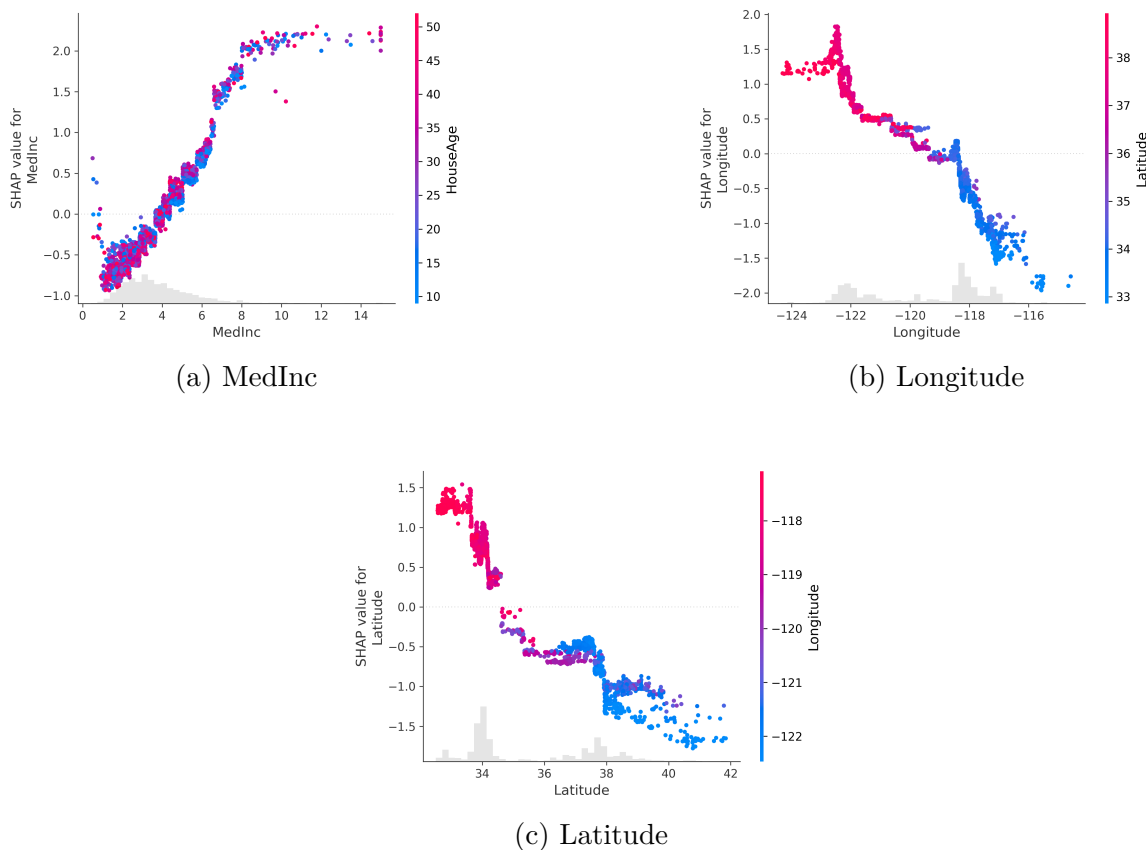 2.0
1.5
1.0
0.5
0.0
−0.5
−1.0
SHAP value for
MedInc
0 2 4 6 8 10 12 14
MedInc
50
45
40
35
30
25
20
15
10
HouseAge
(a) MedInc
2.0
1.5
1.0
0.5
0.0
−0.5
−1.0
−1.5
−2.0
SHAP value for
Longitude
−124 −122 −120 −118 −116
Longitude
38
37
36
35
34
33
Latitude
(b) Longitude
1.5
1.0
0.5
0.0
−0.5
−1.0
−1.5
SHAP value for
Latitude
34 36 38 40 42
Latitude
−118
−119
−120
−121
−122
Longitude
(c) Latitude